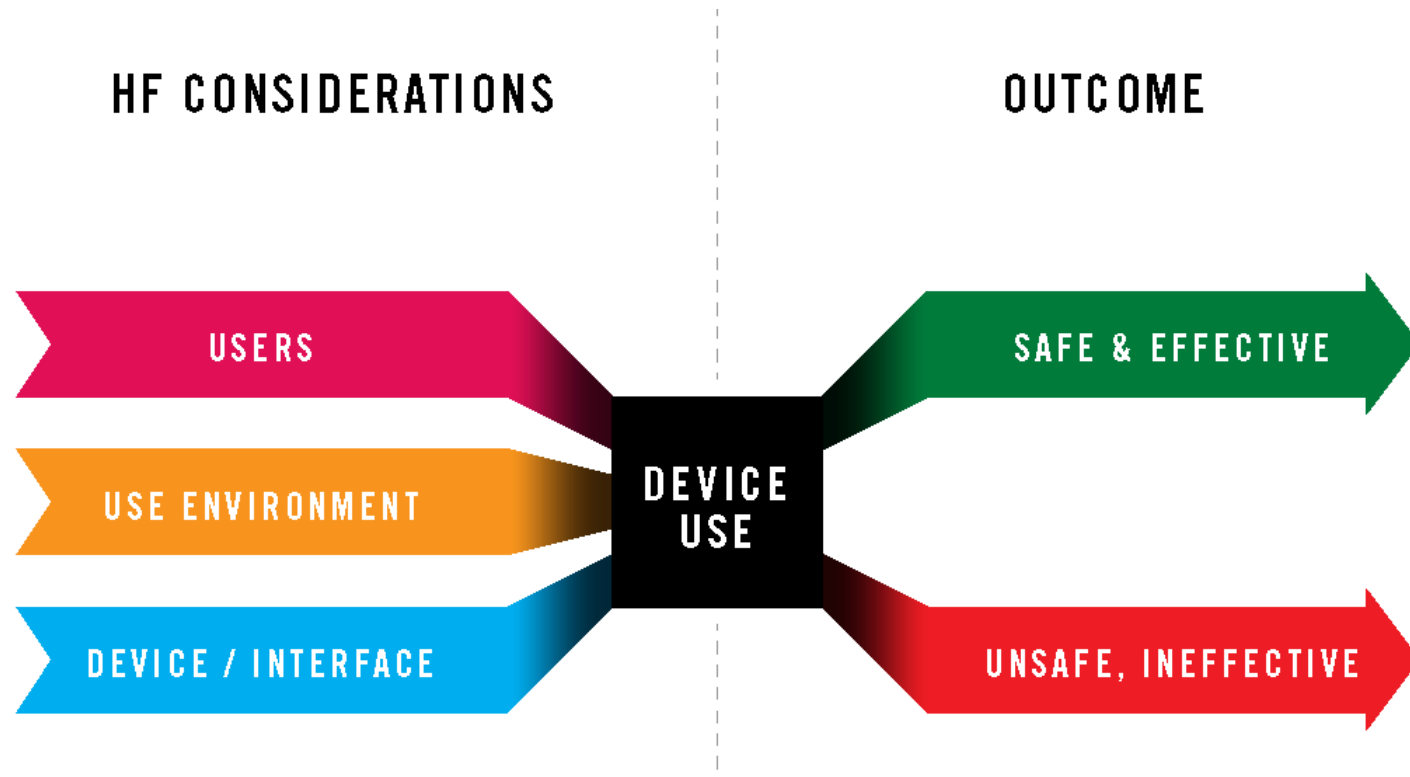 HF CONSIDERATIONS
OUTCOME
USERS
USE ENVIRONMENT
DEVICE / INTERFACE
DEVICE
USE
SAFE & EFFECTIVE
UNSAFE, INEFFECTIVE